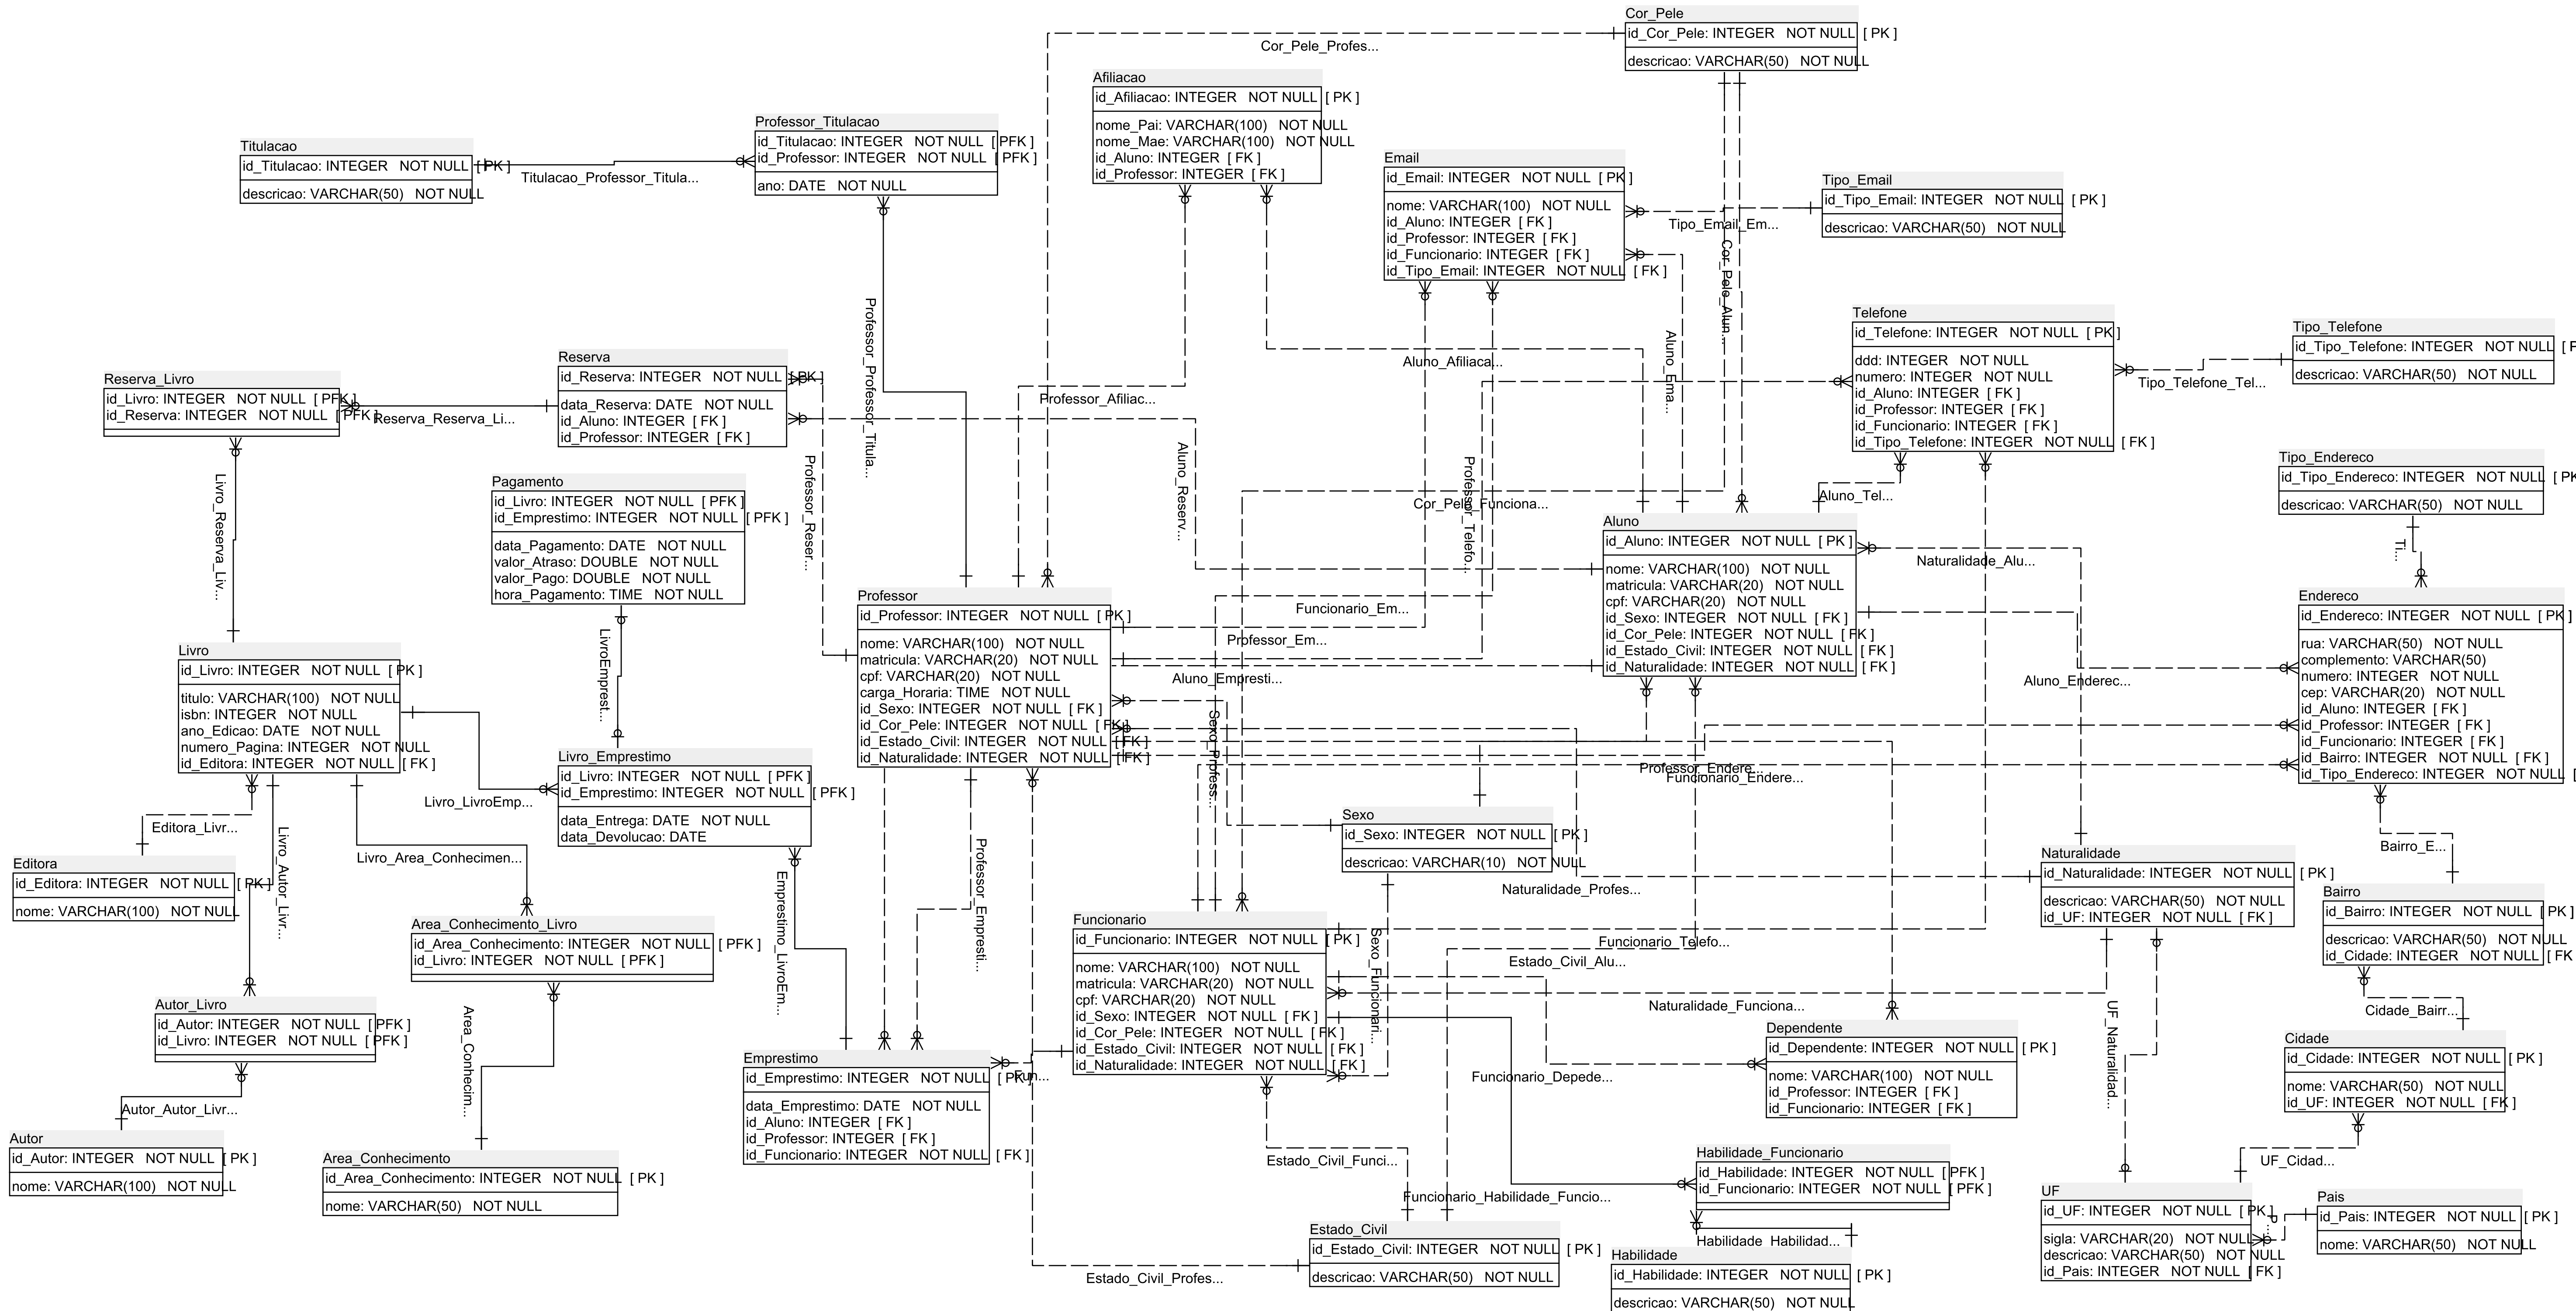 Cor_Pele
id_Cor_Pele: INTEGER NOT NULL [ PK ]
descricao: VARCHAR(50) NOT NULL
Cor_Pele_Profes...
Afiliacao
id_Afiliacao: INTEGER NOT NULL [ PK ]
nome_Pai: VARCHAR(100) NOT NULL
nome_Mae: VARCHAR(100) NOT NULL
id_Aluno: INTEGER [ FK ]
id_Professor: INTEGER [ FK ]
Professor_Titulacao
id_Titulacao: INTEGER NOT NULL [ PFK ]
id_Professor: INTEGER NOT NULL [ PFK ]
ano: DATE NOT NULL
Titulacao
id_Titulacao: INTEGER NOT NULL [ PK ]
descricao: VARCHAR(50) NOT NULL
Titulacao_Professor_Titula...
Email
id_Email: INTEGER NOT NULL [ PK ]
nome: VARCHAR(100) NOT NULL
id_Aluno: INTEGER [ FK ]
id_Professor: INTEGER [ FK ]
id_Funcionario: INTEGER [ FK ]
id_Tipo_Email: INTEGER NOT NULL [ FK ]
Tipo_Email
id_Tipo_Email: INTEGER NOT NULL [ PK ]
descricao: VARCHAR(50) NOT NULL
Tipo_Email_Em...
Cor_Pele_Alun...
Telefone
id_Telefone: INTEGER NOT NULL [ PK ]
ddd: INTEGER NOT NULL
numero: INTEGER NOT NULL
id_Aluno: INTEGER [ FK ]
id_Professor: INTEGER [ FK ]
id_Funcionario: INTEGER [ FK ]
id_Tipo_Telefone: INTEGER NOT NULL [ FK ]
Tipo_Telefone
id_Tipo_Telefone: INTEGER NOT NULL [
descricao: VARCHAR(50) NOT NULL
Tipo_Telefone_Tel...
Professor_Professor_Titula...
Aluno_Afiliaca...
Aluno_Ema...
Professor_Afiliac...
Reserva
id_Reserva: INTEGER NOT NULL [ PK ]
data_Reserva: DATE NOT NULL
id_Aluno: INTEGER [ FK ]
id_Professor: INTEGER [ FK ]
Reserva_Livro
id_Livro: INTEGER NOT NULL [ PFK ]
id_Reserva: INTEGER NOT NULL [ PFK ]
Reserva_Reserva_Li...
Livro_Reserva_Liv...
Professor_Reser...
Aluno_Reserv...
Professor_Telefo...
Cor_Pele_Funciona...
Aluno_Tel...
Tipo_Endereco
id_Tipo_Endereco: INTEGER NOT NULL [
descricao: VARCHAR(50) NOT NULL
Pagamento
id_Livro: INTEGER NOT NULL [ PFK ]
id_Emprestimo: INTEGER NOT NULL [ PFK ]
data_Pagamento: DATE NOT NULL
valor_Atraso: DOUBLE NOT NULL
valor_Pago: DOUBLE NOT NULL
hora_Pagamento: TIME NOT NULL
LivroEmprest...
Aluno
id_Aluno: INTEGER NOT NULL [ PK ]
nome: VARCHAR(100) NOT NULL
matricula: VARCHAR(20) NOT NULL
cpf: VARCHAR(20) NOT NULL
id_Sexo: INTEGER NOT NULL [ FK ]
id_Cor_Pele: INTEGER NOT NULL [ FK ]
id_Estado_Civil: INTEGER NOT NULL [ FK ]
id_Naturalidade: INTEGER NOT NULL [ FK ]
Naturalidade_Alu...
Professor
id_Professor: INTEGER NOT NULL [ PK ]
nome: VARCHAR(100) NOT NULL
matricula: VARCHAR(20) NOT NULL
cpf: VARCHAR(20) NOT NULL
carga_Horaria: TIME NOT NULL
id_Sexo: INTEGER NOT NULL [ FK ]
id_Cor_Pele: INTEGER NOT NULL [ FK ]
id_Estado_Civil: INTEGER NOT NULL [ FK ]
id_Naturalidade: INTEGER NOT NULL [ FK ]
Funcionario_Em...
Professor_Em...
Aluno_Empresti...
Endereco
id_Endereco: INTEGER NOT NULL [ PK ]
rua: VARCHAR(50) NOT NULL
complemento: VARCHAR(50)
numero: INTEGER NOT NULL
cep: VARCHAR(20) NOT NULL
id_Aluno: INTEGER [ FK ]
id_Professor: INTEGER [ FK ]
id_Funcionario: INTEGER [ FK ]
id_Bairro: INTEGER NOT NULL [ FK ]
id_Tipo_Endereco: INTEGER NOT NULL [
Aluno_Enderec...
Livro
id_Livro: INTEGER NOT NULL [ PK ]
titulo: VARCHAR(100) NOT NULL
isbn: INTEGER NOT NULL
ano_Edicao: DATE NOT NULL
numero_Pagina: INTEGER NOT NULL
id_Editora: INTEGER NOT NULL [ FK ]
Livro_Emprestimo
id_Livro: INTEGER NOT NULL [ PFK ]
id_Emprestimo: INTEGER NOT NULL [ PFK ]
data_Entrega: DATE NOT NULL
data_Devolucao: DATE
Livro_LivroEmp...
Sexo_Profess...
Professor_Endere...
Funcionario_Endere...
Editora_Livr...
Livro_Autor_Livr...
Livro_Area_Conhecimen...
Editora
id_Editora: INTEGER NOT NULL [ PK ]
nome: VARCHAR(100) NOT NULL
Sexo
id_Sexo: INTEGER NOT NULL [ PK ]
descricao: VARCHAR(10) NOT NULL
Naturalidade_Profes...
Naturalidade
id_Naturalidade: INTEGER NOT NULL [ PK ]
descricao: VARCHAR(50) NOT NULL
id_UF: INTEGER NOT NULL [ FK ]
Bairro_E...
Bairro
id_Bairro: INTEGER NOT NULL [ PK ]
descricao: VARCHAR(50) NOT NULL
id_Cidade: INTEGER NOT NULL [ FK
Emprestimo_LivroEm...
Professor_Empresti...
Area_Conhecimento_Livro
id_Area_Conhecimento: INTEGER NOT NULL [ PFK ]
id_Livro: INTEGER NOT NULL [ PFK ]
Funcionario
id_Funcionario: INTEGER NOT NULL [ PK ]
nome: VARCHAR(100) NOT NULL
matricula: VARCHAR(20) NOT NULL
cpf: VARCHAR(20) NOT NULL
id_Sexo: INTEGER NOT NULL [ FK ]
id_Cor_Pele: INTEGER NOT NULL [ FK ]
id_Estado_Civil: INTEGER NOT NULL [ FK ]
id_Naturalidade: INTEGER NOT NULL [ FK ]
Sexo_Funcionari...
Funcionario_Telefo...
Estado_Civil_Alu...
Naturalidade_Funciona...
Autor_Livro
id_Autor: INTEGER NOT NULL [ PFK ]
id_Livro: INTEGER NOT NULL [ PFK ]
Area_Conhecim...
Emprestimo
id_Emprestimo: INTEGER NOT NULL [ PK ]
data_Emprestimo: DATE NOT NULL
id_Aluno: INTEGER [ FK ]
id_Professor: INTEGER [ FK ]
id_Funcionario: INTEGER NOT NULL [ FK ]
Fun...
Dependente
id_Dependente: INTEGER NOT NULL [ PK ]
nome: VARCHAR(100) NOT NULL
id_Professor: INTEGER [ FK ]
id_Funcionario: INTEGER [ FK ]
Funcionario_Depede...
UF_Naturalidad...
Cidade_Bairr...
Cidade
id_Cidade: INTEGER NOT NULL [ PK ]
nome: VARCHAR(50) NOT NULL
id_UF: INTEGER NOT NULL [ FK ]
Autor_Autor_Livr...
Autor
id_Autor: INTEGER NOT NULL [ PK ]
nome: VARCHAR(100) NOT NULL
Area_Conhecimento
id_Area_Conhecimento: INTEGER NOT NULL [ PK ]
nome: VARCHAR(50) NOT NULL
Estado_Civil_Funci...
Funcionario_Habilidade_Funcio...
Habilidade_Funcionario
id_Habilidade: INTEGER NOT NULL [ PFK ]
id_Funcionario: INTEGER NOT NULL [ PFK ]
UF_Cidad...
UF
id_UF: INTEGER NOT NULL [ PK ]
sigla: VARCHAR(20) NOT NULL
descricao: VARCHAR(50) NOT NULL
id_Pais: INTEGER NOT NULL [ FK ]
P...
Pais
id_Pais: INTEGER NOT NULL [ PK ]
nome: VARCHAR(50) NOT NULL
Estado_Civil
id_Estado_Civil: INTEGER NOT NULL [ PK ]
descricao: VARCHAR(50) NOT NULL
Estado_Civil_Profes...
Habilidade_Habilidad...
Habilidade
id_Habilidade: INTEGER NOT NULL [ PK ]
descricao: VARCHAR(50) NOT NULL